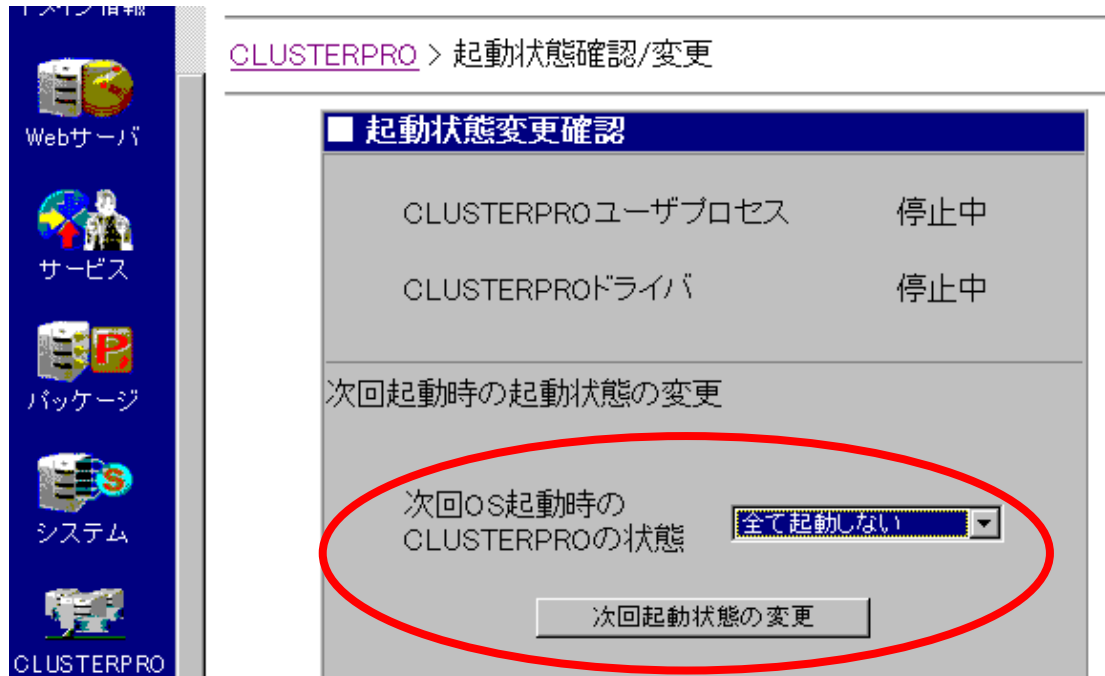 ドメイン情報
Webサーバ
サービス
パッケージ
システム
CLUSTERPRO
CLUSTERPRO > 起動状態確認/変更
■ 起動状態変更確認
CLUSTERPROユーザプロセス 停止中
CLUSTERPROドライバ 停止中
次回起動時の起動状態の変更
次回OS起動時の
CLUSTERPROの状態 全て起動しない
次回起動状態の変更